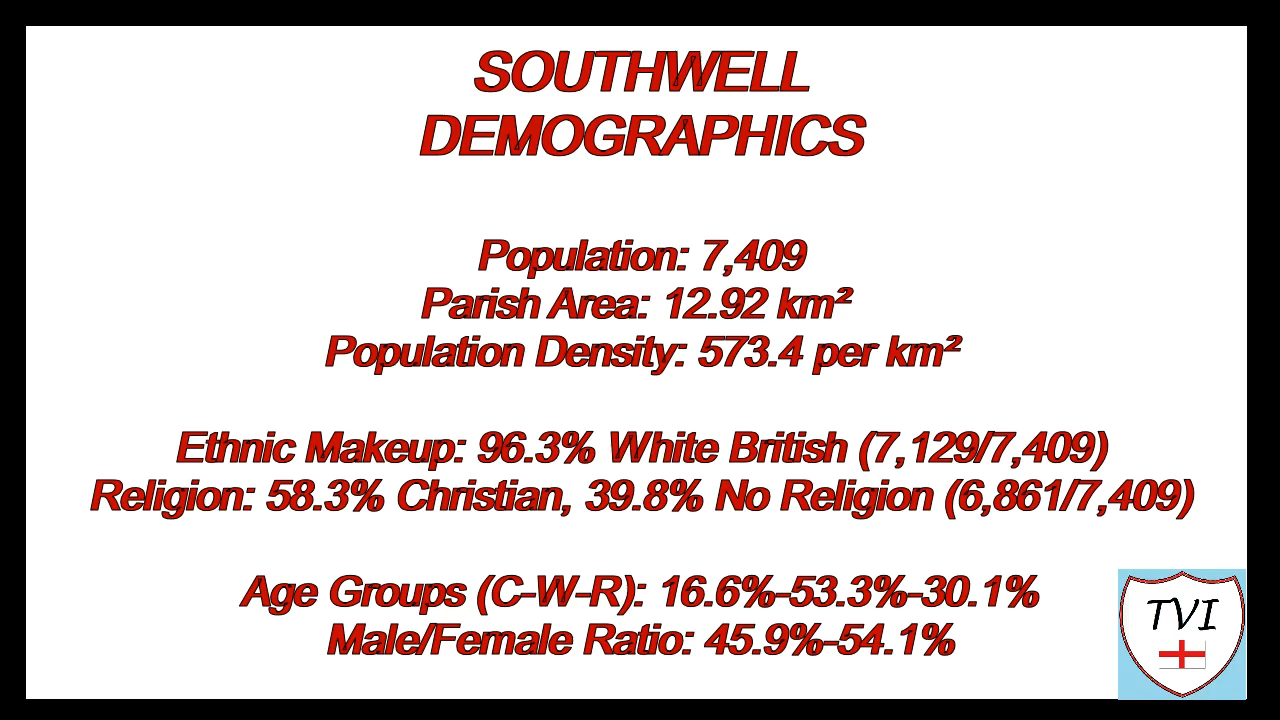 SOUTHWELL
DEMOGRAPHICS
Population: 7,409
Parish Area: 12.92 km²
Population Density: 573.4 per km²
Ethnic Makeup: 96.3% White British (7,129/7,409)
Religion: 58.3% Christian, 39.8% No Religion (6,861/7,409)
Age Groups (C-W-R): 16.6%-53.3%-30.1%
Male/Female Ratio: 45.9%-54.1%
TVI